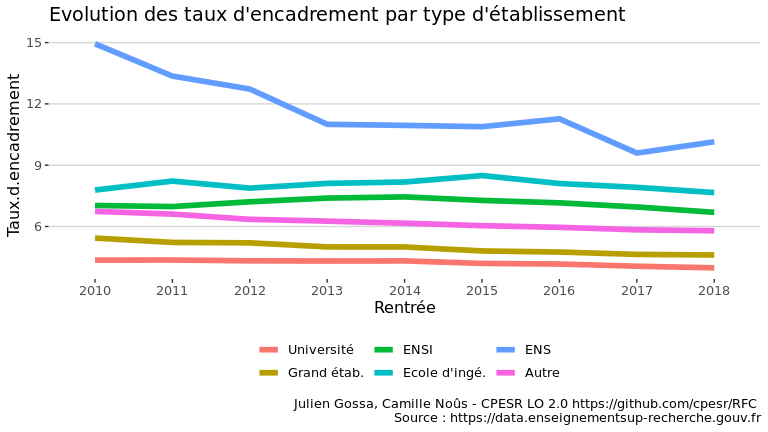 Evolution des taux d'encadrement par type d'établissement
Taux.d.encadrement
15
12
9
6
2010 2011 2012 2013 2014 2015 2016 2017 2018
Rentrée
Université ENSI ENS
Grand étab. Ecole d'ingé. Autre
Julien Gossa, Camille Noûs - CPESR LO 2.0 https://github.com/cpesr/RFC
Source : https://data.enseignementsup-recherche.gouv.fr